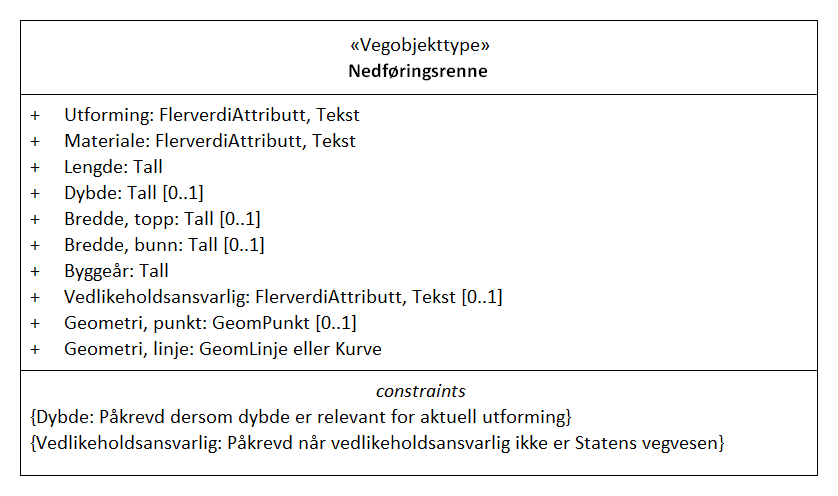 «Vegobjekttype»
Nedføringsrenne
+ Utforming: FlerverdiAttributt, Tekst
+ Materiale: FlerverdiAttributt, Tekst
+ Lengde: Tall
+ Dybde: Tall [0..1]
+ Bredde, topp: Tall [0..1]
+ Bredde, bunn: Tall [0..1]
+ Byggeår: Tall
+ Vedlikeholdsansvarlig: FlerverdiAttributt, Tekst [0..1]
+ Geometri, punkt: GeomPunkt [0..1]
+ Geometri, linje: GeomLinje eller Kurve
constraints
{Dybde: Påkrevd dersom dybde er relevant for aktuell utforming}
{Vedlikeholdsansvarlig: Påkrevd når vedlikeholdsansvarlig ikke er Statens vegvesen}